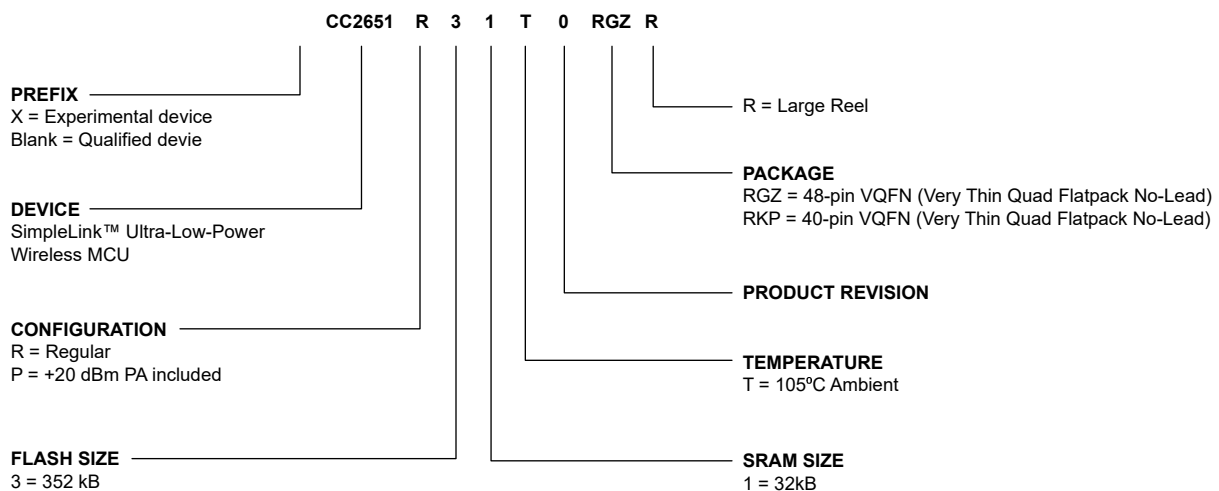 CC2651 R 3 1 T 0 RGZ R
PREFIX
X = Experimental device
Blank = Qualified devie
DEVICE
SimpleLink™ Ultra-Low-Power
Wireless MCU
CONFIGURATION
R = Regular
P = +20 dBm PA included
FLASH SIZE
3 = 352 kB
R = Large Reel
PACKAGE
RGZ = 48-pin VQFN (Very Thin Quad Flatpack No-Lead)
RKP = 40-pin VQFN (Very Thin Quad Flatpack No-Lead)
PRODUCT REVISION
TEMPERATURE
T = 105ºC Ambient
SRAM SIZE
1 = 32kB